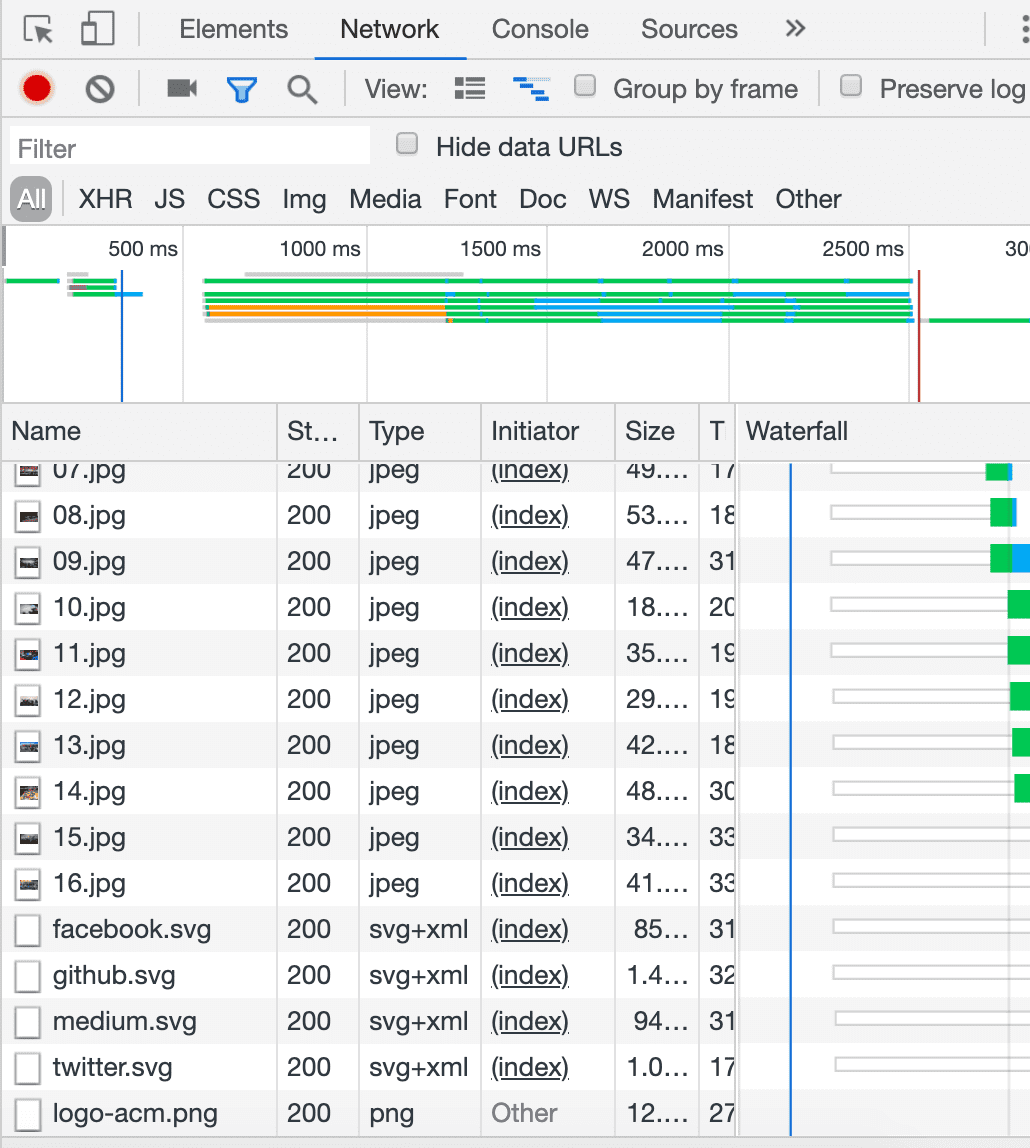 Elements Network Console Sources »
View: Group by frame Preserve log
Filter Hide data URLs
All XHR JS CSS Img Media Font Doc WS Manifest Other
500 ms 1000 ms 1500 ms 2000 ms 2500 ms 300
Name St… Type Initiator Size T Waterfall
07.jpg 200 jpeg (index) 49.… 17
08.jpg 200 jpeg (index) 53.… 18
09.jpg 200 jpeg (index) 47.… 31
10.jpg 200 jpeg (index) 18.… 20
11.jpg 200 jpeg (index) 35.… 19
12.jpg 200 jpeg (index) 29.… 19
13.jpg 200 jpeg (index) 42.… 18
14.jpg 200 jpeg (index) 48.… 30
15.jpg 200 jpeg (index) 34.… 33
16.jpg 200 jpeg (index) 41.… 33
facebook.svg 200 svg+xml (index) 85… 31
github.svg 200 svg+xml (index) 1.4… 32
medium.svg 200 svg+xml (index) 94… 31
twitter.svg 200 svg+xml (index) 1.0… 17
logo-acm.png 200 png Other 12.… 27